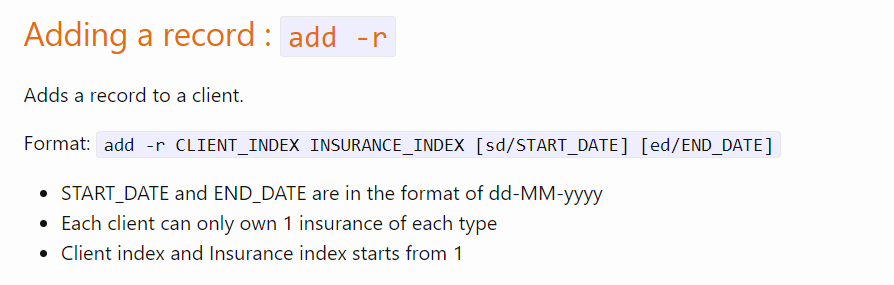 Adding a record : add -r
Adds a record to a client.
Format: add -r CLIENT_INDEX INSURANCE_INDEX [sd/START_DATE] [ed/END_DATE]
• START_DATE and END_DATE are in the format of dd-MM-yyyy
• Each client can only own 1 insurance of each type
• Client index and Insurance index starts from 1